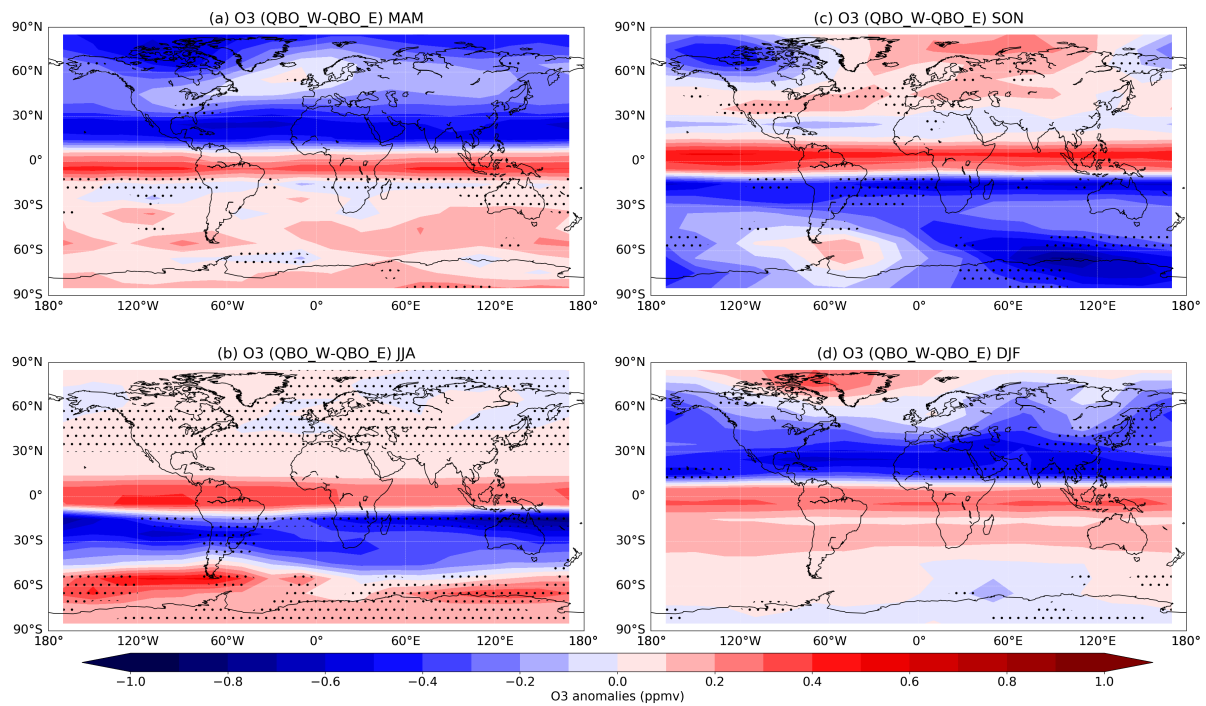 (a) O3 (QBO_W-QBO_E) MAM
90°N
60°N
30°N
0°
30°S
60°S
90°S
180° 120°W 60°W 0° 60°E 120°E 180°
(c) O3 (QBO_W-QBO_E) SON
90°N
60°N
30°N
0°
30°S
60°S
90°S
180° 120°W 60°W 0° 60°E 120°E 180°
(b) O3 (QBO_W-QBO_E) JJA
90°N
60°N
30°N
0°
30°S
60°S
90°S
180° 120°W 60°W 0° 60°E 120°E 180°
(d) O3 (QBO_W-QBO_E) DJF
90°N
60°N
30°N
0°
30°S
60°S
90°S
180° 120°W 60°W 0° 60°E 120°E 180°
−1.0 −0.8 −0.6 −0.4 −0.2 0.0 0.2 0.4 0.6 0.8 1.0
O3 anomalies (ppmv)